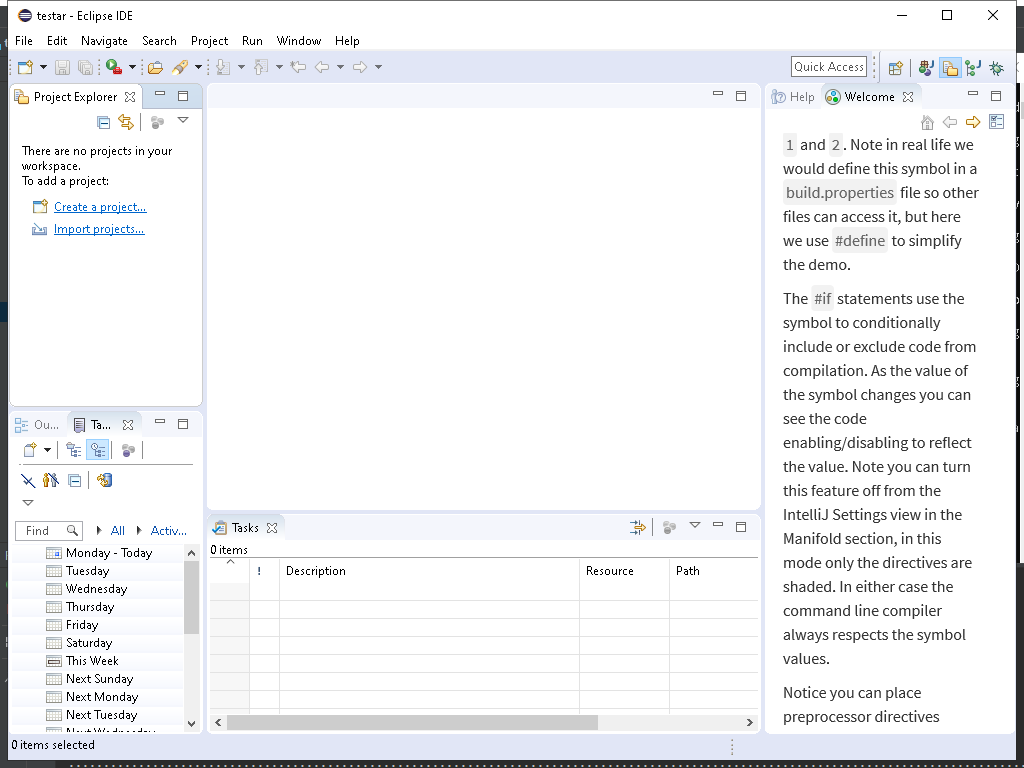 testar - Eclipse IDE
File Edit Navigate Search Project Run Window Help
Quick Access
Project Explorer
There are no projects in your
workspace.
To add a project:
Create a project...
Import projects...
Ou... Ta...
Find All Activ...
Monday - Today
Tuesday
Wednesday
Thursday
Friday
Saturday
This Week
Next Sunday
Next Monday
Next Tuesday
Next Wednesday
0 items selected
Tasks
0 items
! Description Resource Path
Help Welcome
1 and 2. Note in real life we
would define this symbol in a
build.properties file so other
files can access it, but here
we use #define to simplify
the demo.
The #if statements use the
symbol to conditionally
include or exclude code from
compilation. As the value of
the symbol changes you can
see the code
enabling/disabling to reflect
the value. Note you can turn
this feature off from the
IntelliJ Settings view in the
Manifold section, in this
mode only the directives are
shaded. In either case the
command line compiler
always respects the symbol
values.
Notice you can place
preprocessor directives